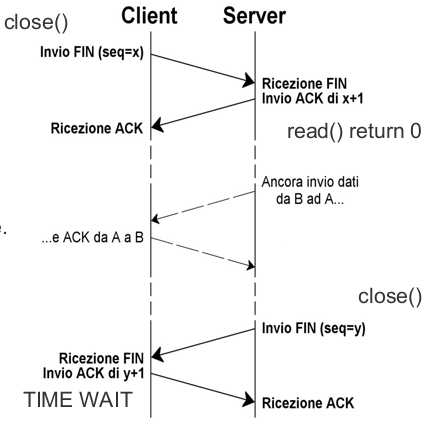 close()
Client
Server
Invio FIN (seq=x)
Ricezione FIN
Invio ACK di x+1
Ricezione ACK
read() return 0
Ancora invio dati
da B ad A...
e.
...e ACK da A a B
close()
Invio FIN (seq=y)
Ricezione FIN
Invio ACK di y+1
TIME WAIT
Ricezione ACK